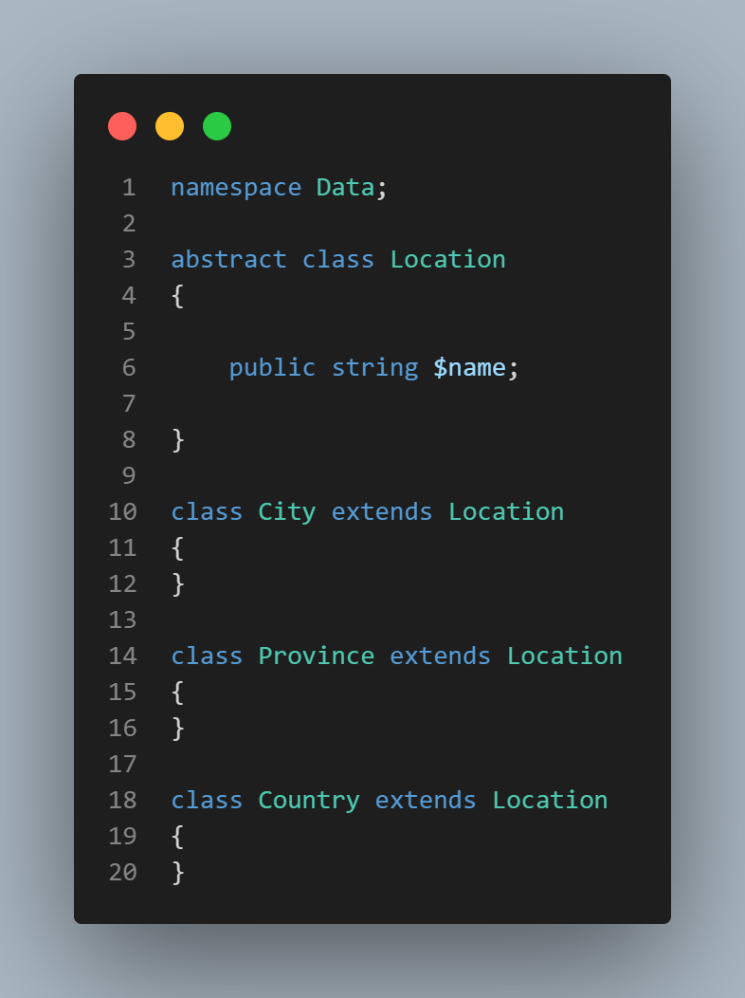 1 namespace Data;
2
3 abstract class Location
4 {
5
6     public string $name;
7
8 }
9
10 class City extends Location
11 {
12 }
13
14 class Province extends Location
15 {
16 }
17
18 class Country extends Location
19 {
20 }